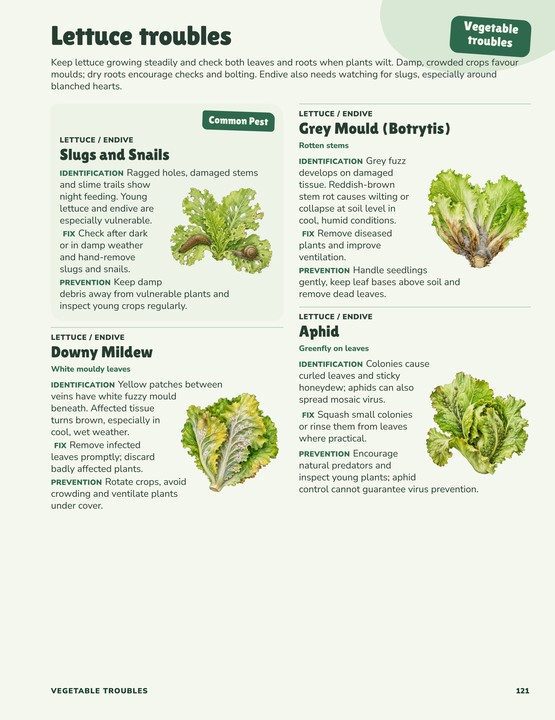 Lettuce troubles
Vegetable
troubles
Keep lettuce growing steadily and check both leaves and roots when plants wilt. Damp, crowded crops favour
moulds; dry roots encourage checks and bolting. Endive also needs watching for slugs, especially around
blanched hearts.
Common Pest
LETTUCE / ENDIVE
Slugs and Snails
IDENTIFICATION Ragged holes, damaged stems
and slime trails show
night feeding. Young
lettuce and endive are
especially vulnerable.
FIX Check after dark
or in damp weather
and hand-remove
slugs and snails.
PREVENTION Keep damp
debris away from vulnerable plants and
inspect young crops regularly.
LETTUCE / ENDIVE
Downy Mildew
White mouldy leaves
IDENTIFICATION Yellow patches between
veins have white fuzzy mould
beneath. Affected tissue
turns brown, especially in
cool, wet weather.
FIX Remove infected
leaves promptly; discard
badly affected plants.
PREVENTION Rotate crops, avoid
crowding and ventilate plants
under cover.
LETTUCE / ENDIVE
Grey Mould (Botrytis)
Rotten stems
IDENTIFICATION Grey fuzz
develops on damaged
tissue. Reddish-brown
stem rot causes wilting or
collapse at soil level in
cool, humid conditions.
FIX Remove diseased
plants and improve
ventilation.
PREVENTION Handle seedlings
gently, keep leaf bases above soil and
remove dead leaves.
LETTUCE / ENDIVE
Aphid
Greenfly on leaves
IDENTIFICATION Colonies cause
curled leaves and sticky
honeydew; aphids can also
spread mosaic virus.
FIX Squash small colonies
or rinse them from leaves
where practical.
PREVENTION Encourage
natural predators and
inspect young plants; aphid
control cannot guarantee virus prevention.
VEGETABLE TROUBLES
121